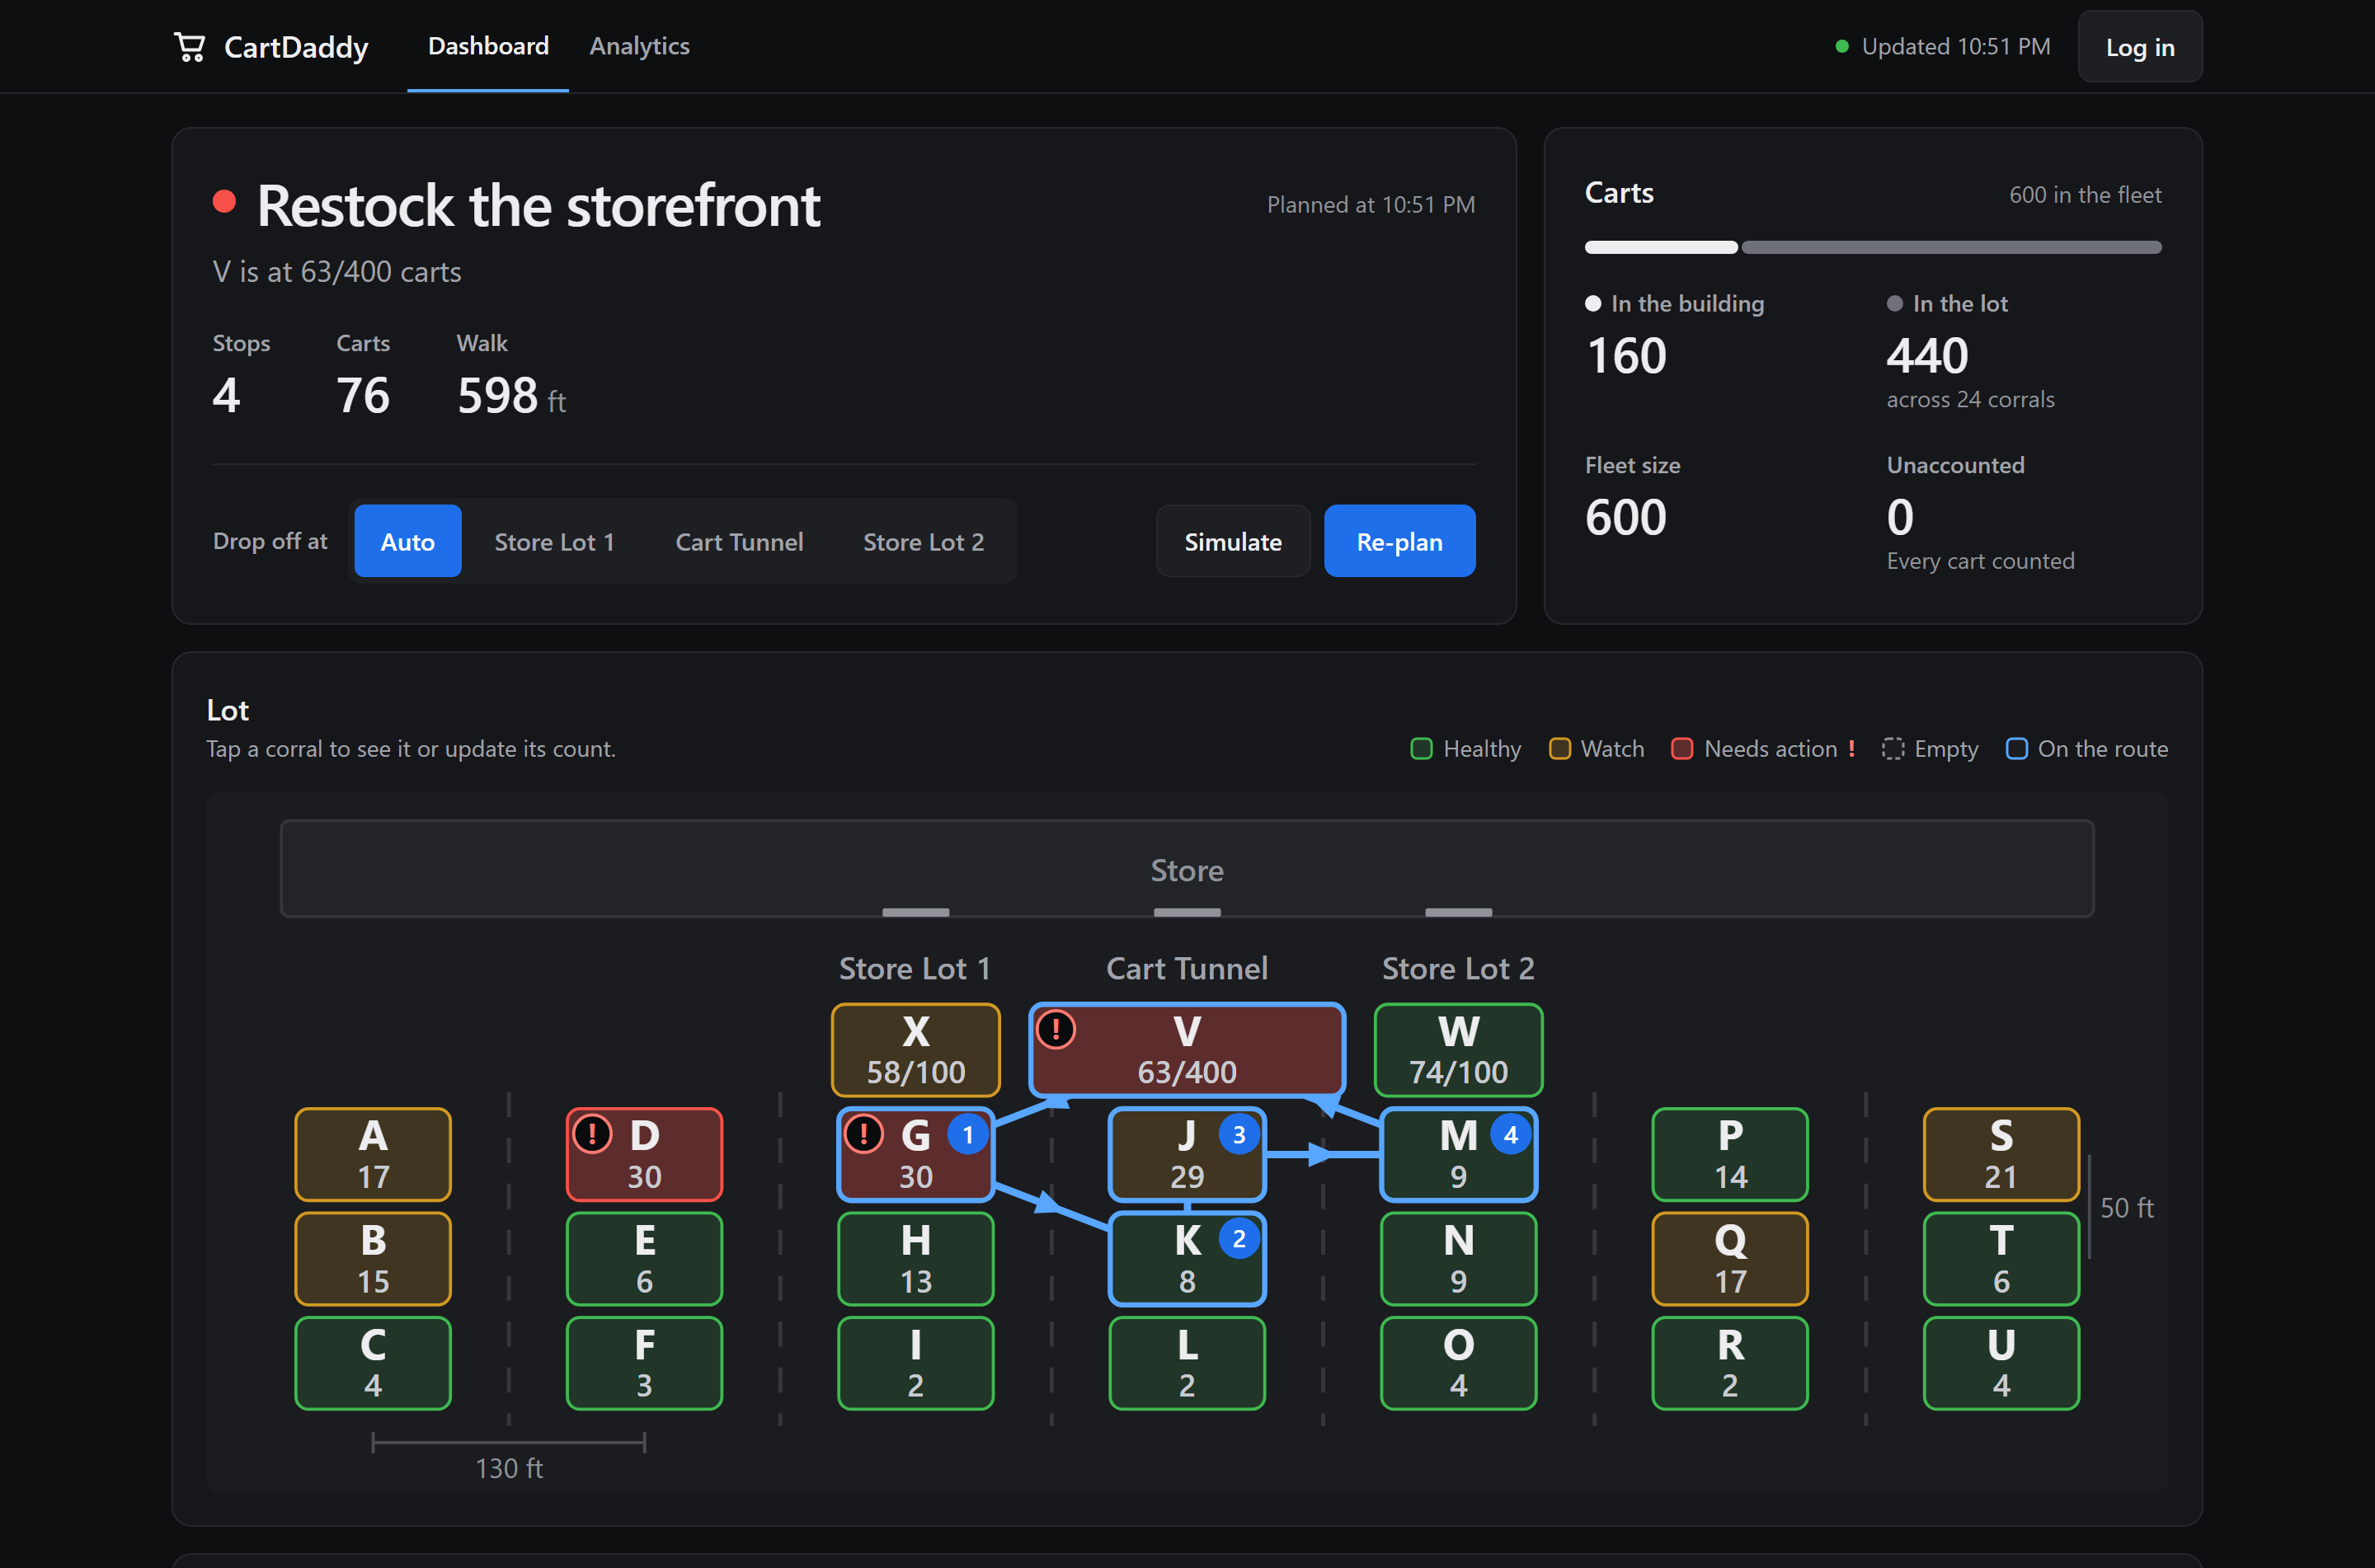 CartDaddy
Dashboard
Analytics
Updated 10:51 PM
Log in
Restock the storefront
Planned at 10:51 PM
V is at 63/400 carts
Stops
Carts
Walk
4
76
598 ft
Drop off at
Auto
Store Lot 1
Cart Tunnel
Store Lot 2
Simulate
Re-plan
Carts
600 in the fleet
In the building
In the lot
160
440
across 24 corrals
Fleet size
Unaccounted
600
0
Every cart counted
Lot
Tap a corral to see it or update its count.
Healthy
Watch
Needs action !
Empty
On the route
Store
Store Lot 1
Cart Tunnel
Store Lot 2
X
58/100
! V
63/400
W
74/100
A
17
! D
30
! G 1
30
J 3
29
M 4
9
P
14
S
21
50 ft
B
15
E
6
H
13
K 2
8
N
9
Q
17
T
6
C
4
F
3
I
2
L
2
O
4
R
2
U
4
130 ft